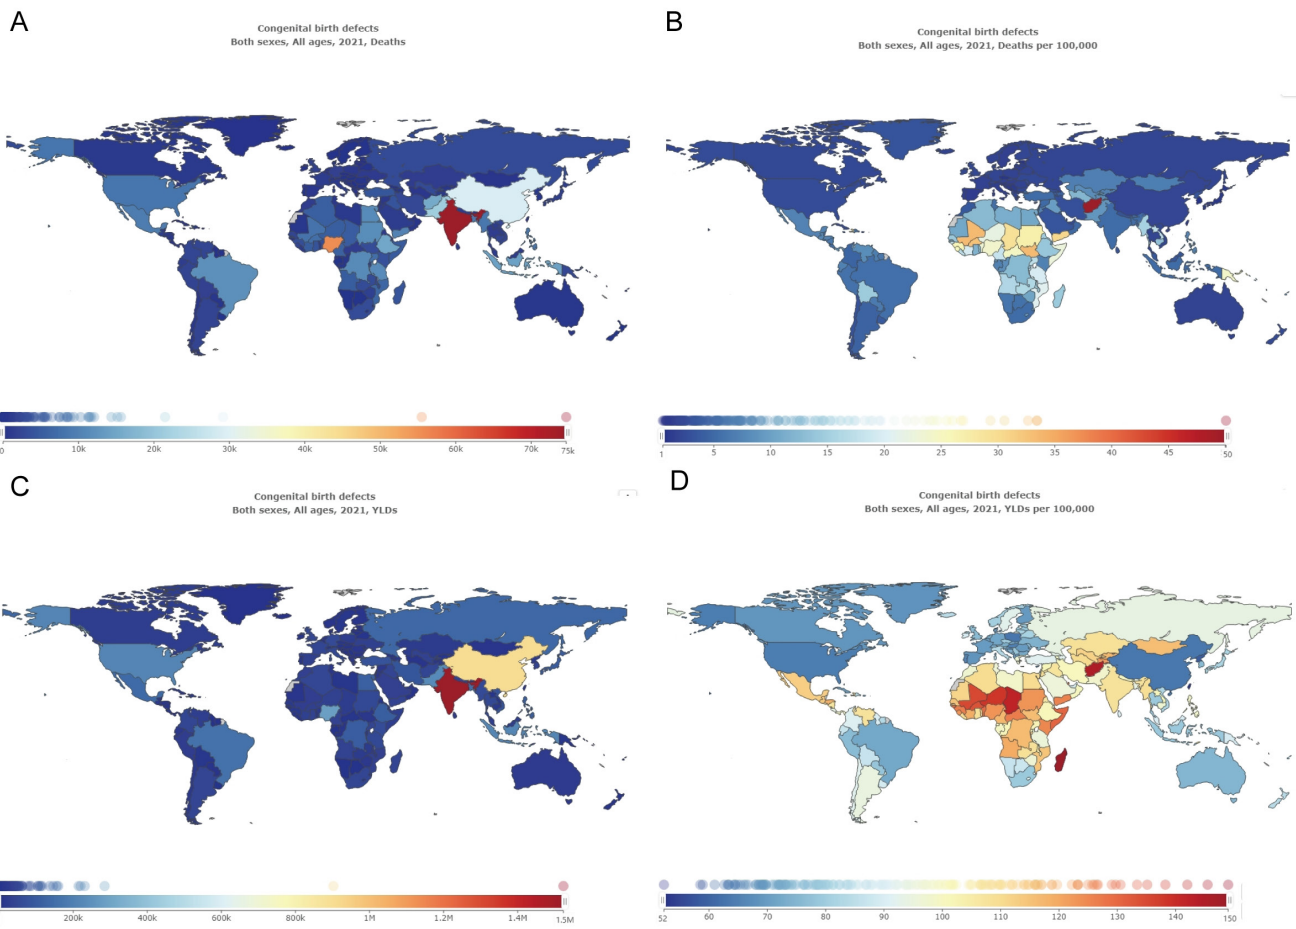 A
Congenital birth defects
Both sexes, All ages, 2021, Deaths
0 10k 20k 30k 40k 50k 60k 70k 75k
B
Congenital birth defects
Both sexes, All ages, 2021, Deaths per 100,000
1 5 10 15 20 25 30 35 40 45 50
C
Congenital birth defects
Both sexes, All ages, 2021, YLDs
200k 400k 600k 800k 1M 1.2M 1.4M 1.5M
D
Congenital birth defects
Both sexes, All ages, 2021, YLDs per 100,000
52 60 70 80 90 100 110 120 130 140 150